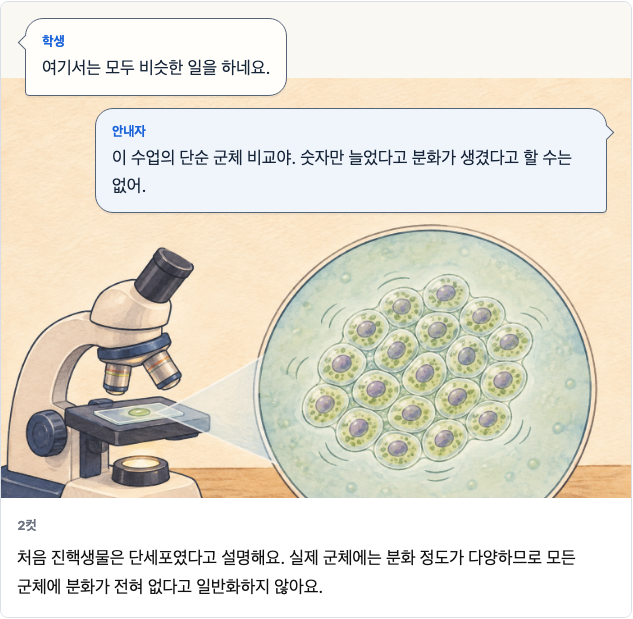 학생
여기서는 모두 비슷한 일을 하네요.
안내자
이 수업의 단순 군체 비교야. 숫자만 늘었다고 분화가 생겼다고 할 수는
없어.
2컷
처음 진핵생물은 단세포였다고 설명해요. 실제 군체에는 분화 정도가 다양하므로 모든
군체에 분화가 전혀 없다고 일반화하지 않아요.